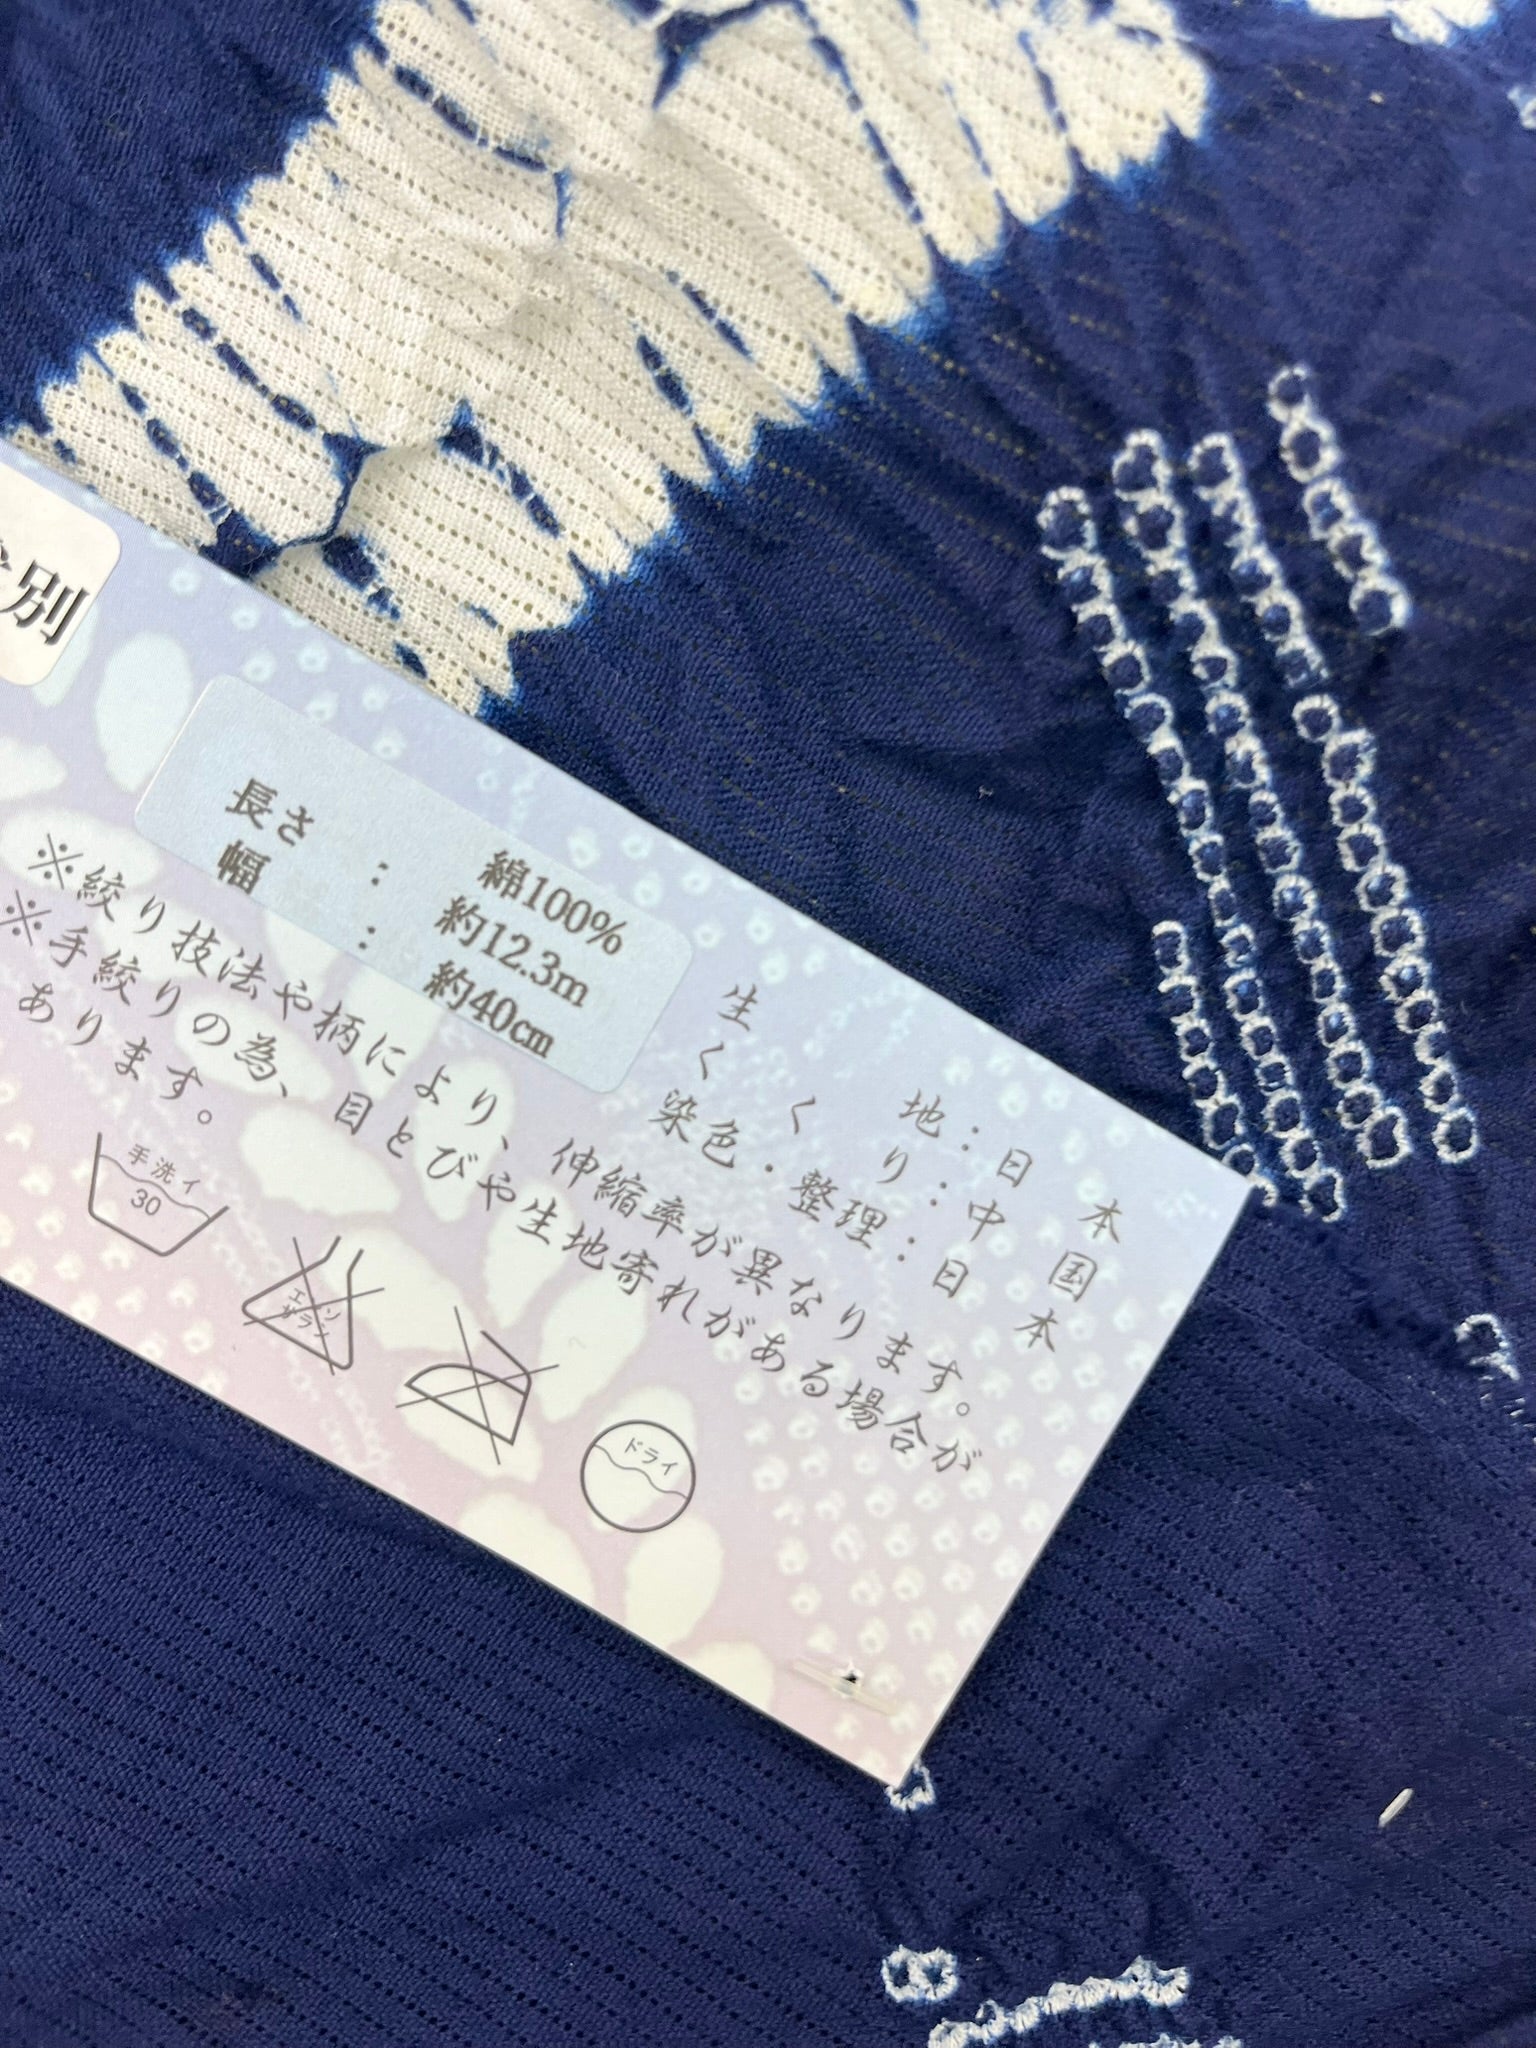 別
綿100%
長さ : 約12.3m
幅 : 約40cm
生地:日本
くくり:中国
染色・整理:日本
※絞り技法や柄により、伸縮率が異なります。
※手絞りの為、目とびや生地寄れがある場合が
あります。
手洗イ
30
エンソ
サラシ
ドライ